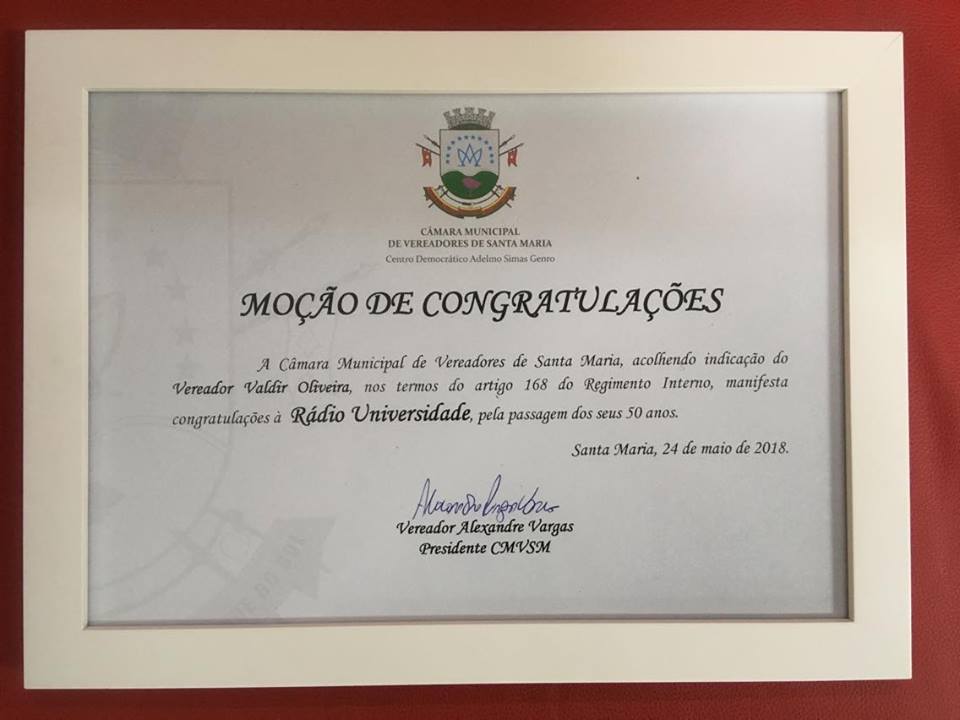 CÂMARA MUNICIPAL
DE VEREADORES DE SANTA MARIA
Centro Democrático Adelmo Simas Genro
MOÇÃO DE CONGRATULAÇÕES
A Câmara Municipal de Vereadores de Santa Maria, acolhendo indicação do
Vereador Valdir Oliveira, nos termos do artigo 168 do Regimento Interno, manifesta
congratulações à Rádio Universidade, pela passagem dos seus 50 anos.
Santa Maria, 24 de maio de 2018.
Vereador Alexandre Vargas
Presidente CMVSM